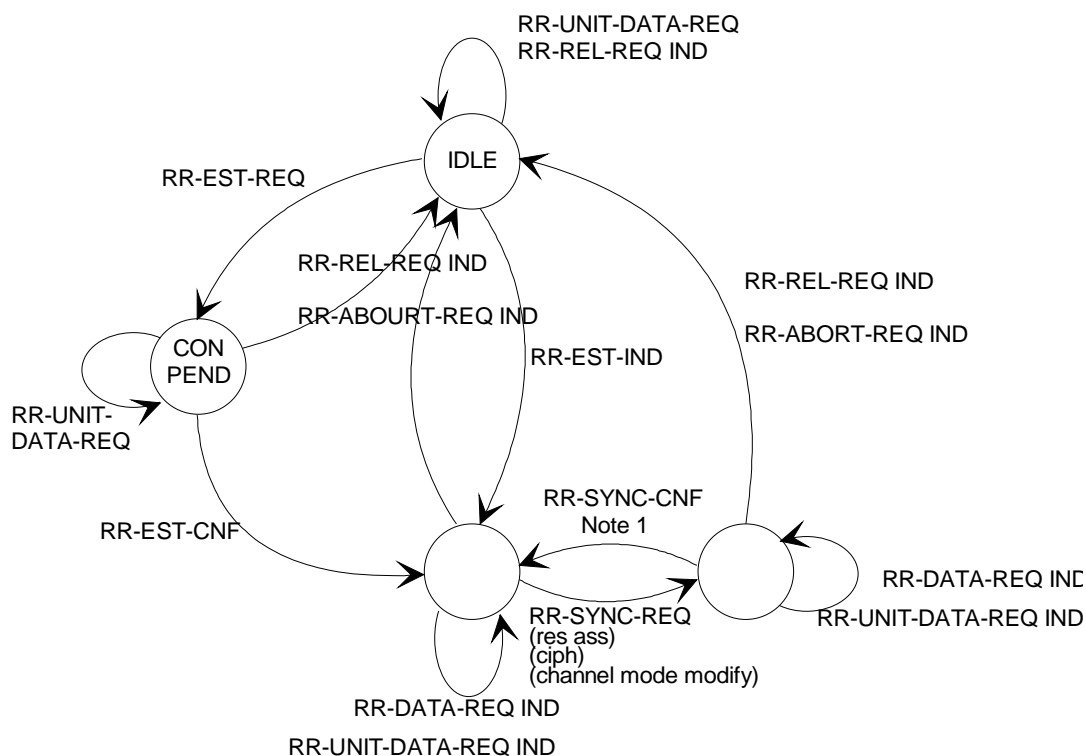 RR-UNIT-DATA-REQ
RR-REL-REQ IND
IDLE
RR-EST-REQ
RR-REL-REQ IND
RR-ABOURT-REQ IND
RR-REL-REQ IND
RR-ABORT-REQ IND
CON
PEND
RR-EST-IND
RR-UNIT-
DATA-REQ
RR-EST-CNF
RR-SYNC-CNF
Note 1
RR-SYNC-REQ
(res ass)
(ciph)
(channel mode modify)
RR-DATA-REQ IND
RR-UNIT-DATA-REQ IND
RR-DATA-REQ IND
RR-UNIT-DATA-REQ IND